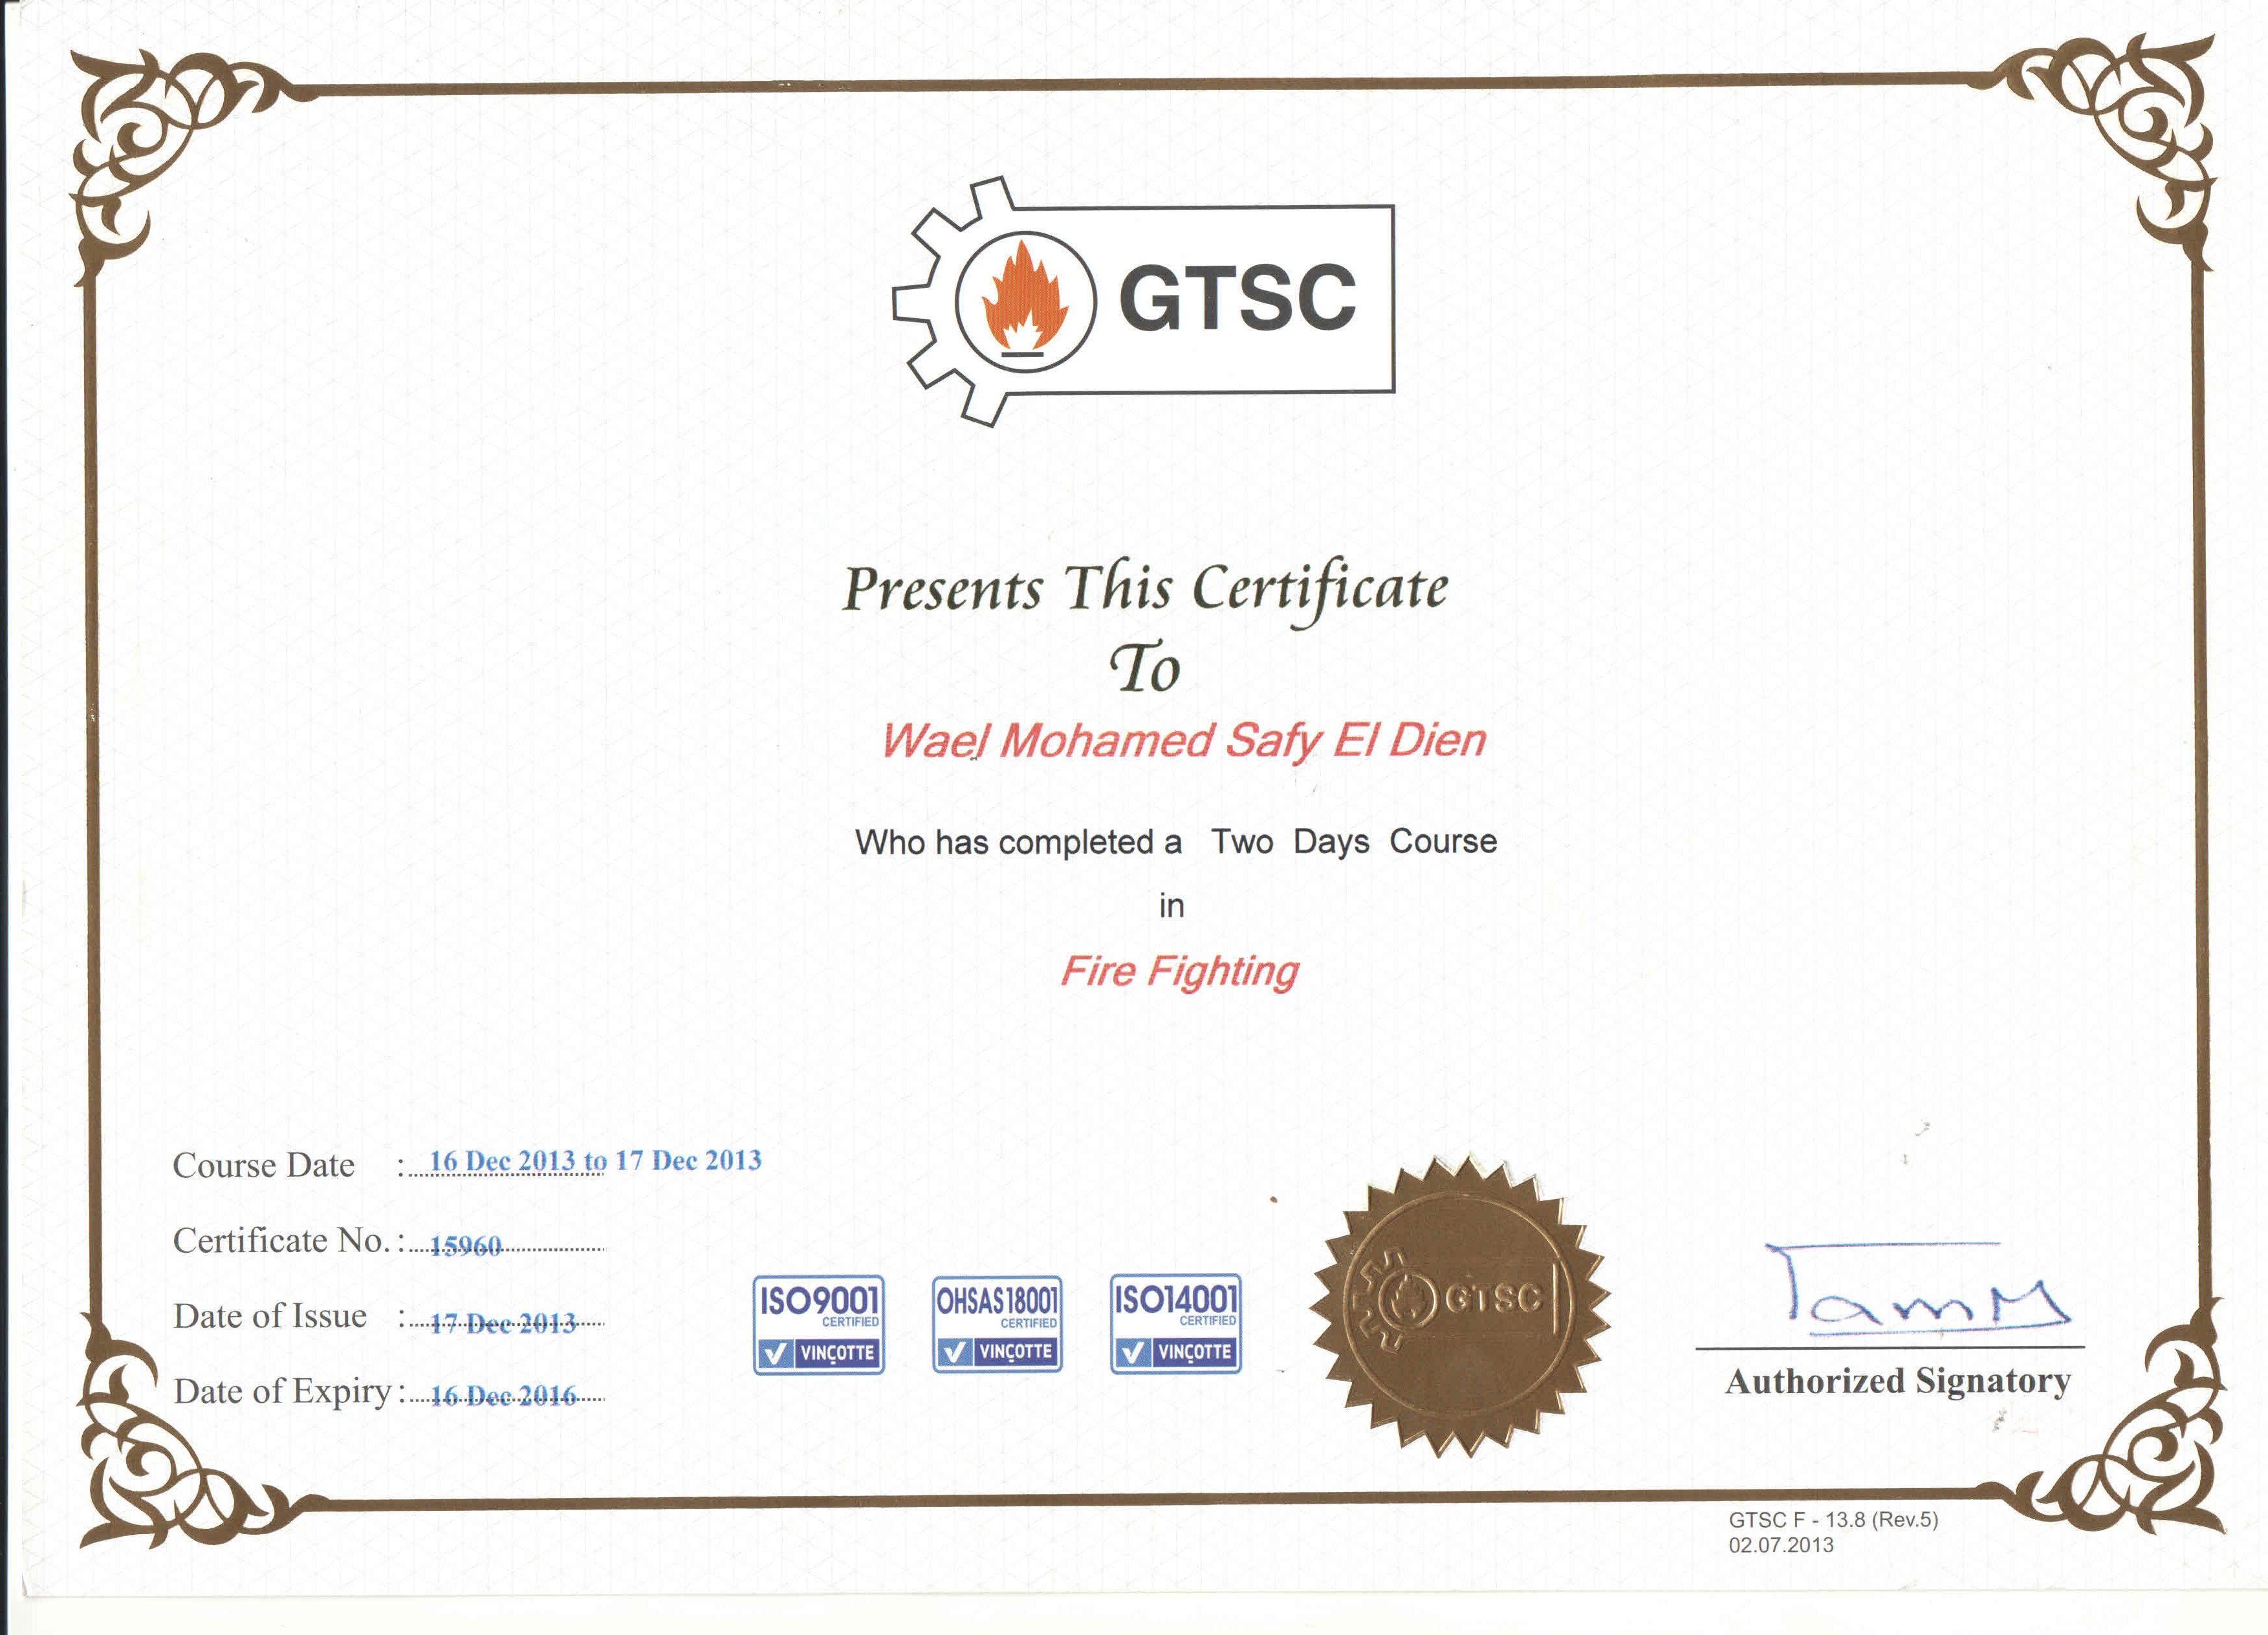 GTSC
Presents This Certificate
To
Wael Mohamed Safy El Dien
Who has completed a Two Days Course
in
Fire Fighting
Course Date : 16 Dec 2013 to 17 Dec 2013
Certificate No. : 15960
Date of Issue : 17 Dec 2013
Date of Expiry : 16 Dec 2016
ISO9001 CERTIFIED
VINÇOTTE
OHSAS18001 CERTIFIED
VINÇOTTE
ISO14001 CERTIFIED
VINÇOTTE
GTSC
Authorized Signatory
GTSC F - 13.8 (Rev.5)
02.07.2013